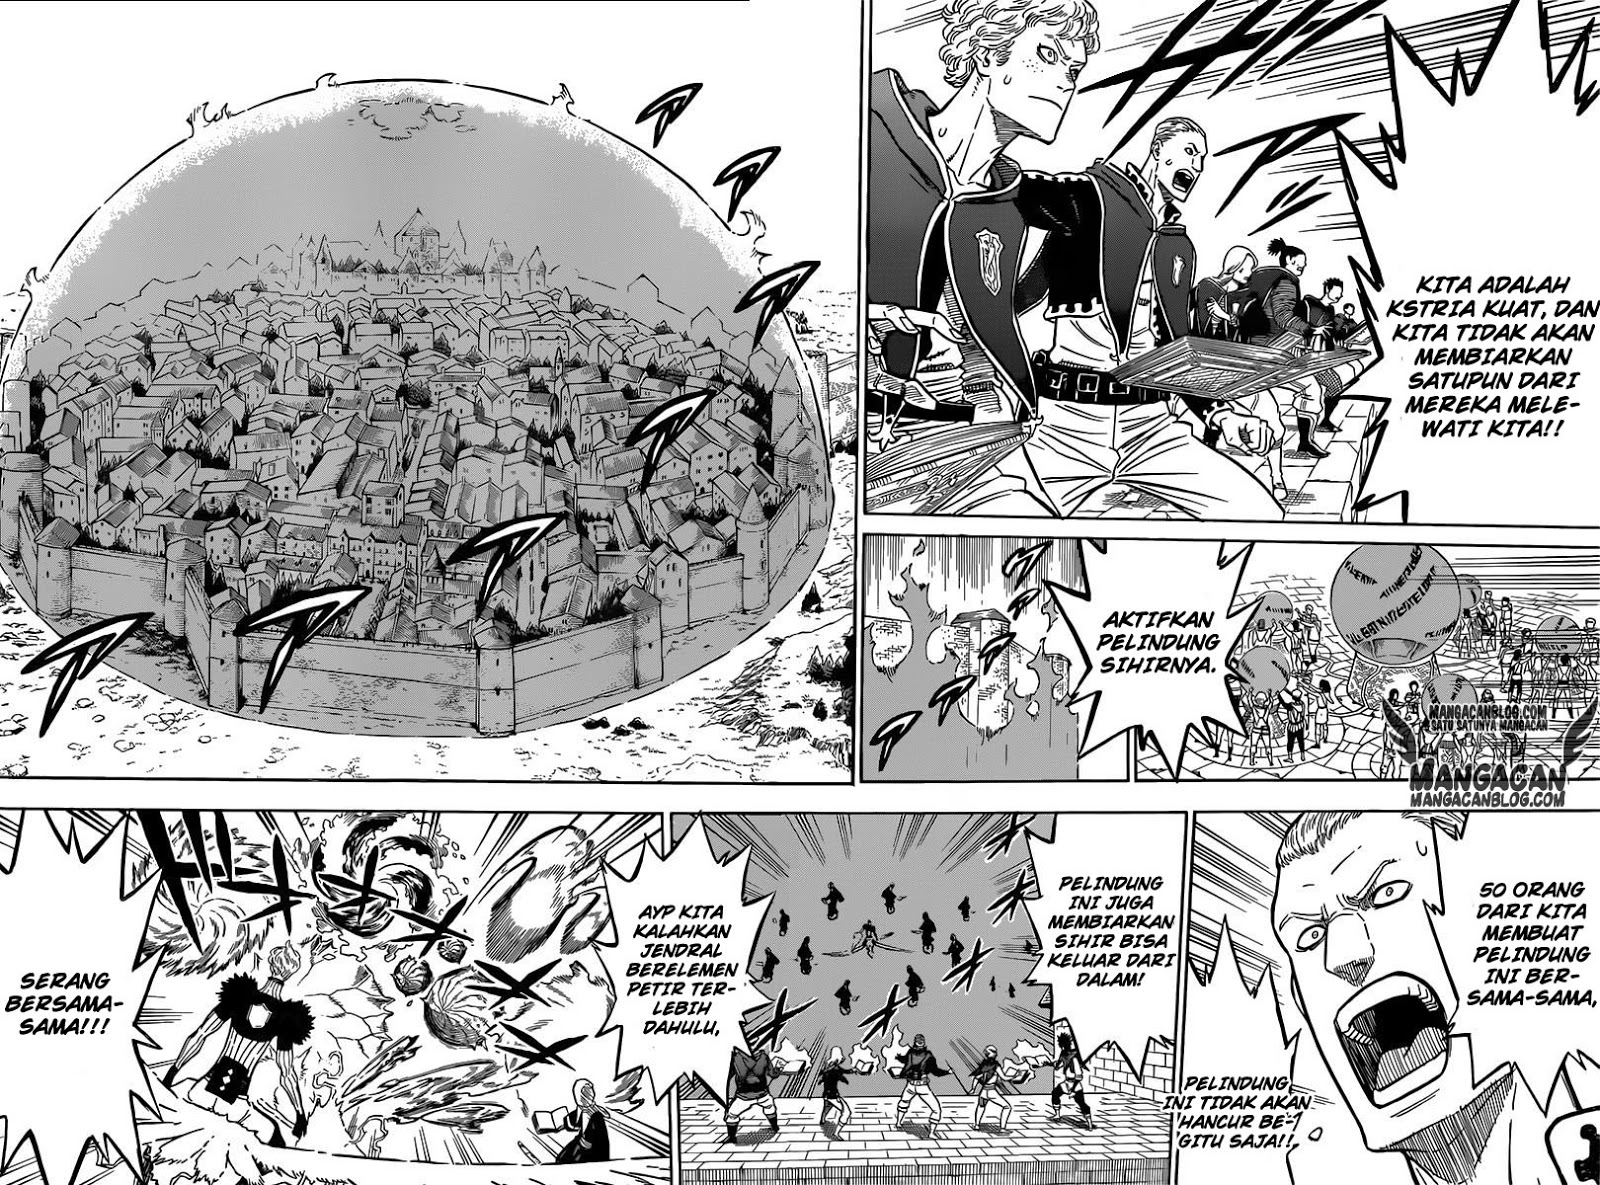 KITA ADALAH
KSTRIA KUAT, DAN
KITA TIDAK AKAN
MEMBIARKAN
SATUPUN DARI
MEREKA MELE-
WATI KITA!!
AKTIFKAN
PELINDUNG
SIHIRNYA.
MANGACANBLOG.COM
SATU SATUNYA MANGACAN
MANGACAN
MANGACANBLOG.COM
50 ORANG
DARI KITA
MEMBUAT
PELINDUNG
INI BER-
SAMA-SAMA,
PELINDUNG
INI TIDAK AKAN
HANCUR BE-
GITU SAJA!!
PELINDUNG
INI JUGA
MEMBIARKAN
SIHIR BISA
KELUAR DARI
DALAM!
AYP KITA
KALAHKAN
JENDRAL
BERELEMEN
PETIR TER-
LEBIH
DAHULU,
SERANG
BERSAMA-
SAMA!!!